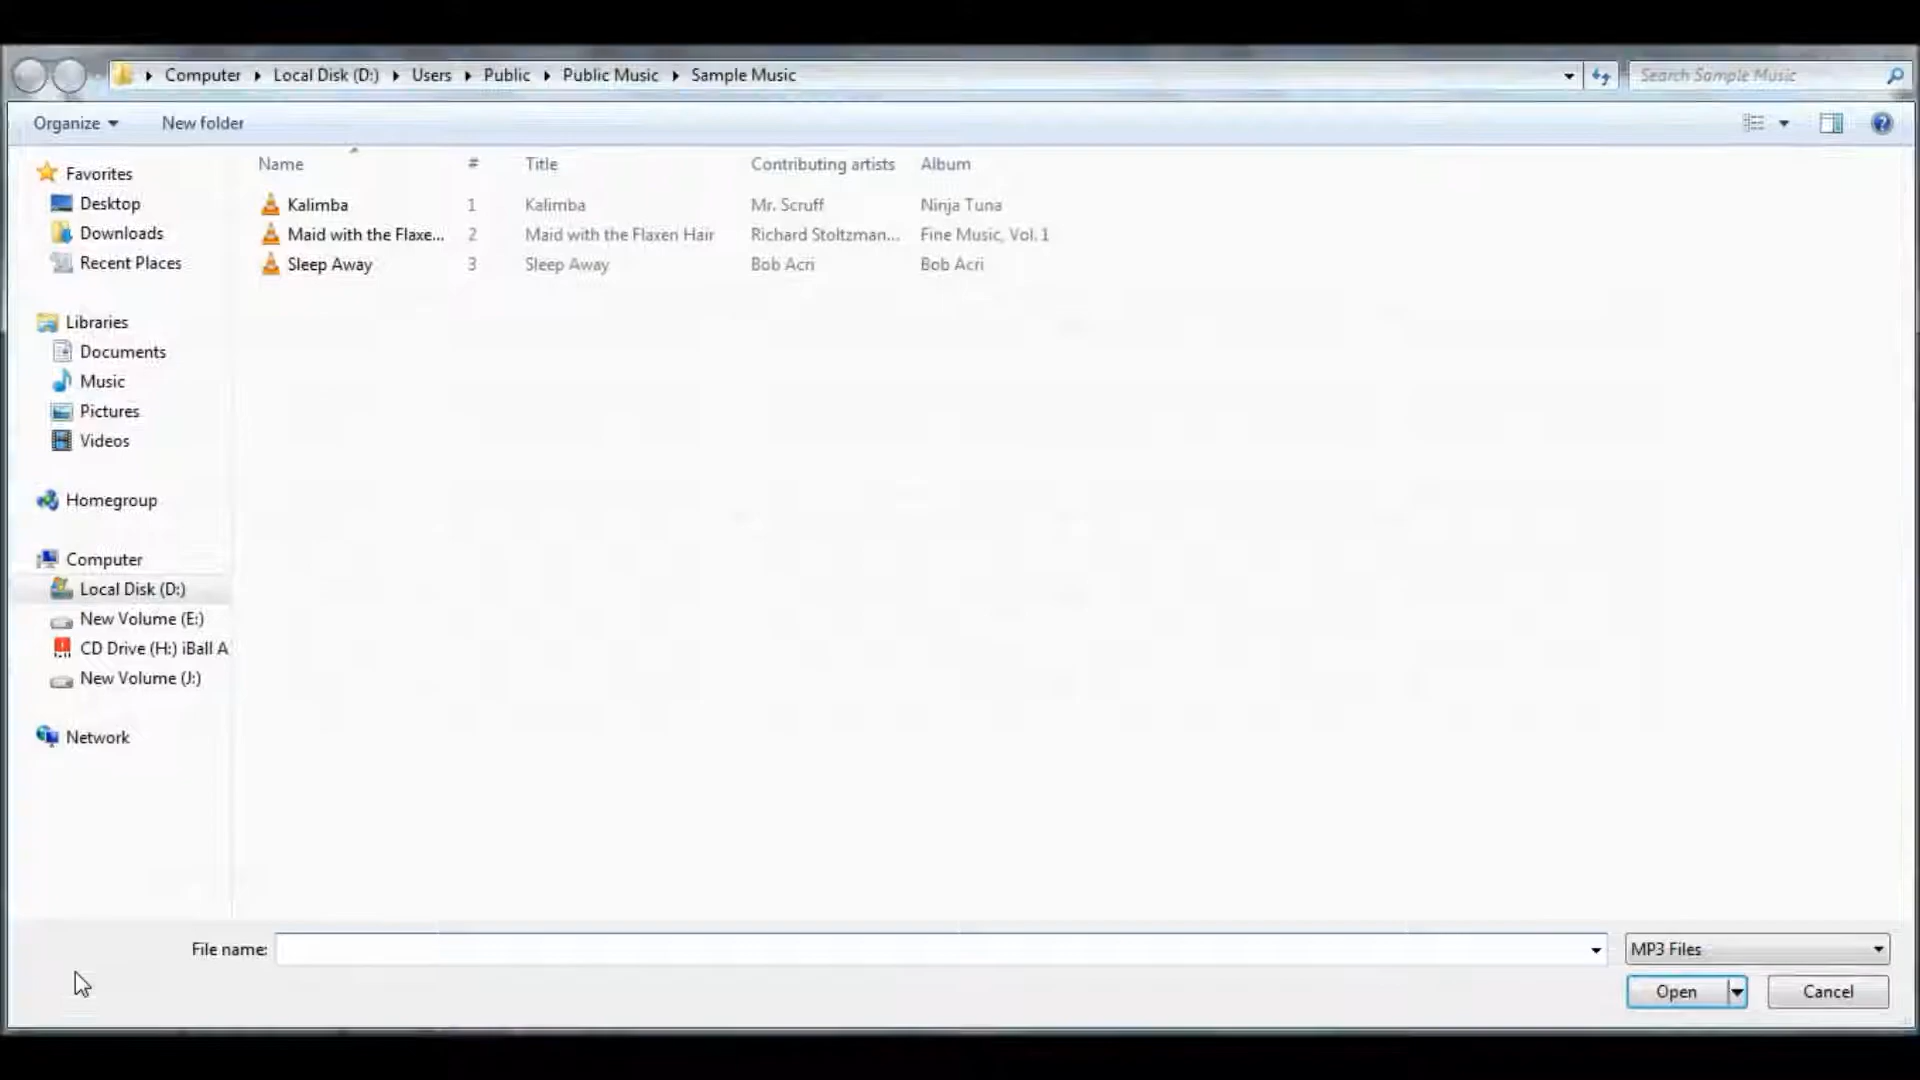 Computer Local Disk (D:) Users Public Public Music Sample Music Search Sample Music
Organize New folder
Name # Title Contributing artists Album
Kalimba 1 Kalimba Mr. Scruff Ninja Tuna
Maid with the Flaxe... 2 Maid with the Flaxen Hair Richard Stoltzman... Fine Music, Vol. 1
Sleep Away 3 Sleep Away Bob Acri Bob Acri
Favorites
Desktop
Downloads
Recent Places
Libraries
Documents
Music
Pictures
Videos
Homegroup
Computer
Local Disk (D:)
New Volume (E:)
CD Drive (H:) iBall A
New Volume (J:)
Network
File name: MP3 Files
Open Cancel